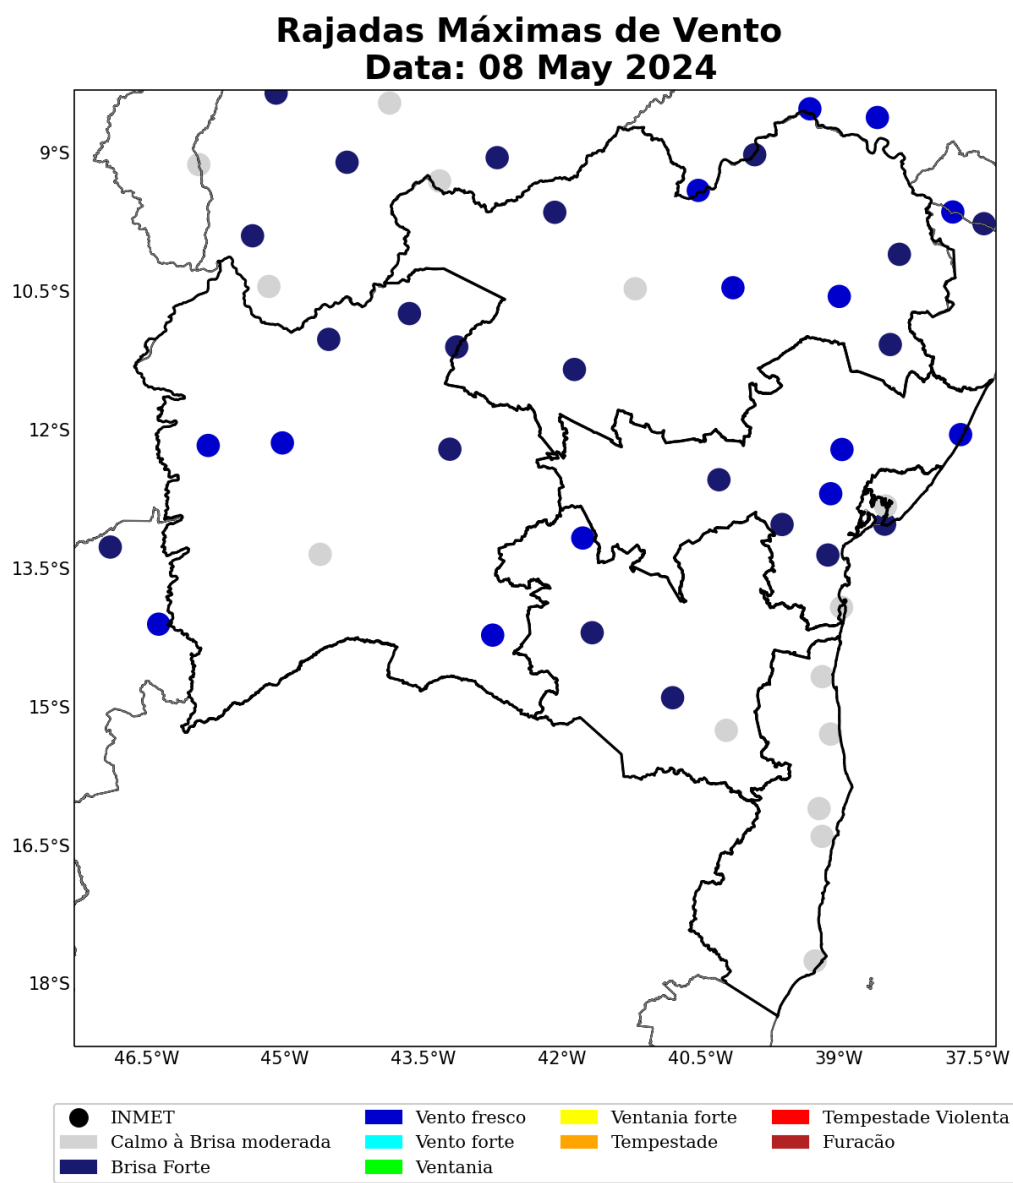 Rajadas Máximas de Vento
Data: 08 May 2024
9°S
10.5°S
12°S
13.5°S
15°S
16.5°S
18°S
46.5°W 45°W 43.5°W 42°W 40.5°W 39°W 37.5°W
INMET
Calmo à Brisa moderada
Brisa Forte
Vento fresco
Vento forte
Ventania
Ventania forte
Tempestade
Tempestade Violenta
Furacão